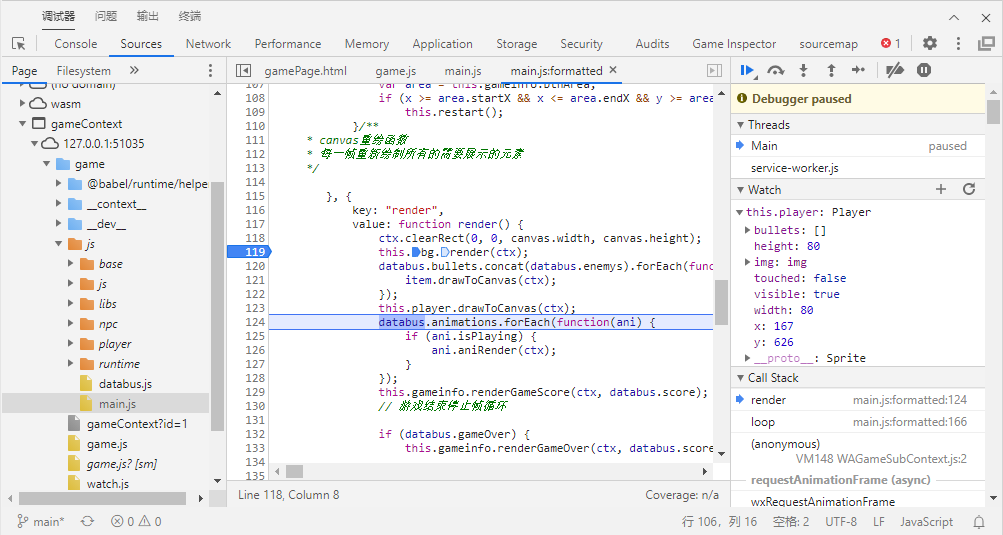 调试器 问题 输出 终端
Console Sources Network Performance Memory Application Storage Security Audits Game Inspector sourcemap 1
Page Filesystem »
gamePage.html game.js main.js main.js:formatted
(no domain)
wasm
gameContext
127.0.0.1:51035
game
@babel/runtime/helpe
__context__
__dev__
js
base
js
libs
npc
player
runtime
databus.js
main.js
gameContext?id=1
game.js
game.js? [sm]
watch.js
107 var area = this.gameinfo.btnArea;
108 if (x >= area.startX && x <= area.endX && y >= area
109 this.restart();
110 }/**
111 * canvas重绘函数
112 * 每一帧重新绘制所有的需要展示的元素
113 */
114
115 }, {
116 key: "render",
117 value: function render() {
118 ctx.clearRect(0, 0, canvas.width, canvas.height);
119 this.bg.render(ctx);
120 databus.bullets.concat(databus.enemys).forEach(func
121 item.drawToCanvas(ctx);
122 });
123 this.player.drawToCanvas(ctx);
124 databus.animations.forEach(function(ani) {
125 if (ani.isPlaying) {
126 ani.aniRender(ctx);
127 }
128 });
129 this.gameinfo.renderGameScore(ctx, databus.score);
130 // 游戏结束停止帧循环
131
132 if (databus.gameOver) {
133 this.gameinfo.renderGameOver(ctx, databus.score
134
135
Line 118, Column 8 Coverage: n/a
Debugger paused
Threads
Main paused
service-worker.js
Watch
this.player: Player
bullets: []
height: 80
img: img
touched: false
visible: true
width: 80
x: 167
y: 626
__proto__: Sprite
Call Stack
render main.js:formatted:124
loop main.js:formatted:166
(anonymous)
VM148 WAGameSubContext.js:2
requestAnimationFrame (async)
wxRequestAnimationFrame
main* 0 0 行 106，列 16 空格: 2 UTF-8 LF JavaScript